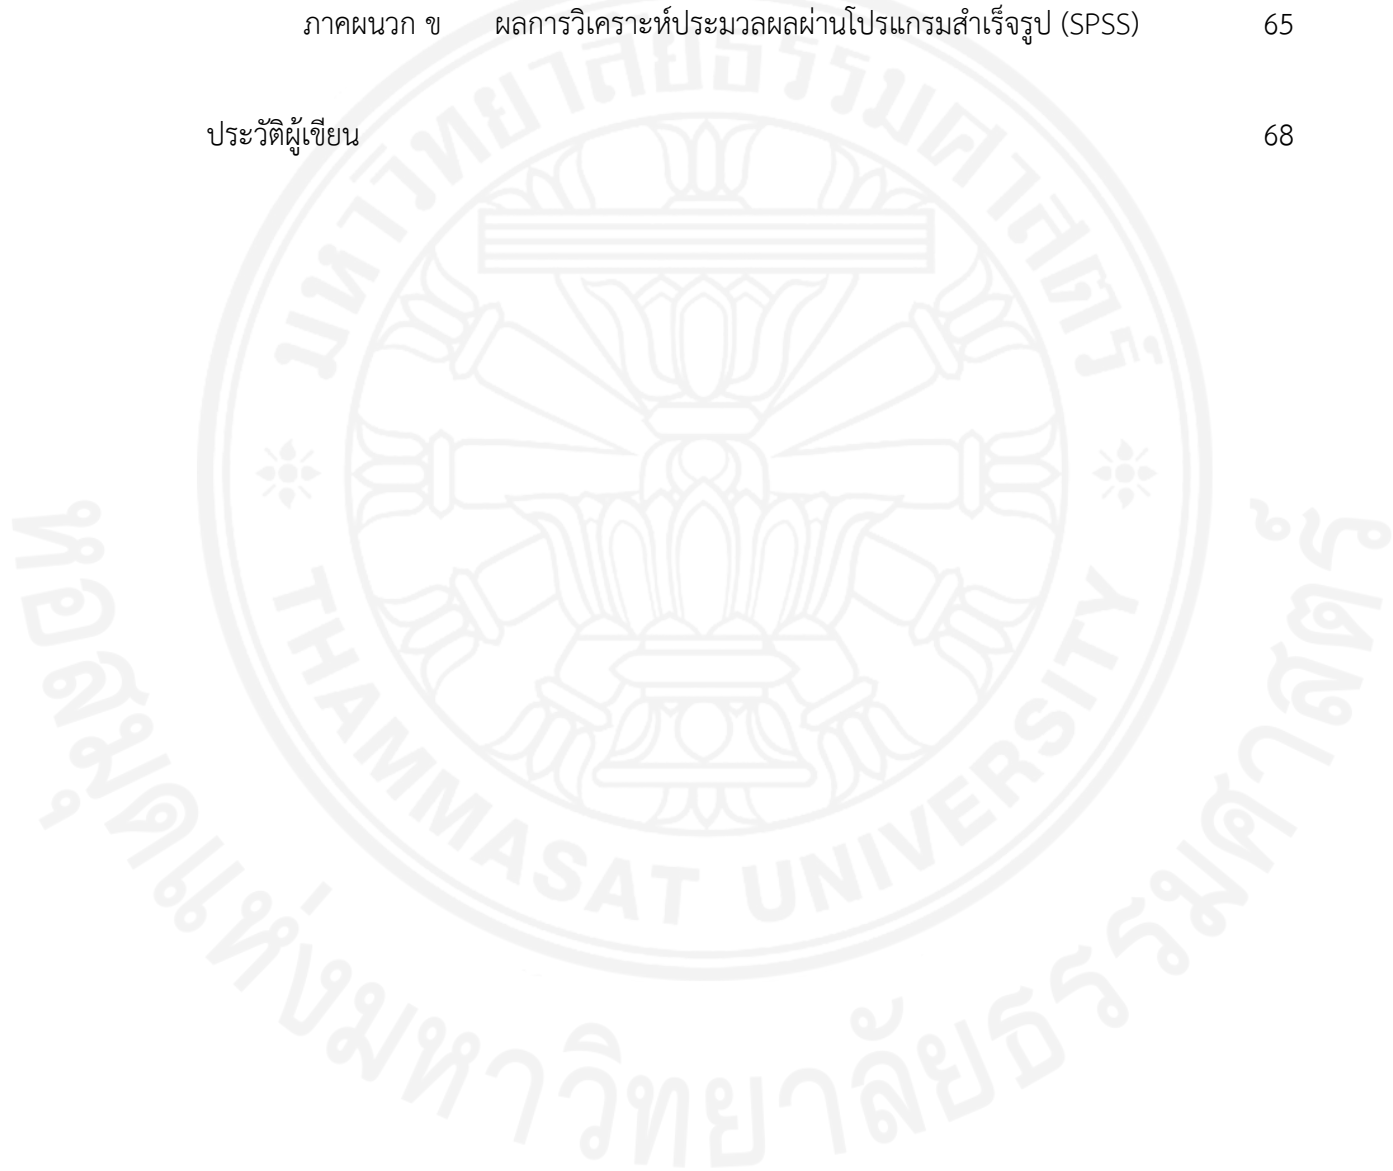 ภาคผนวก ข ผลการวิเคราะห์ประมวลผลผ่านโปรแกรมสำเร็จรูป (SPSS) 65
ประวัติผู้เขียน 68
มหาวิทยาลัยธรรมศาสตร์
THAMMASAT UNIVERSITY
หอสมุดแห่งมหาวิทยาลัยธรรมศาสตร์